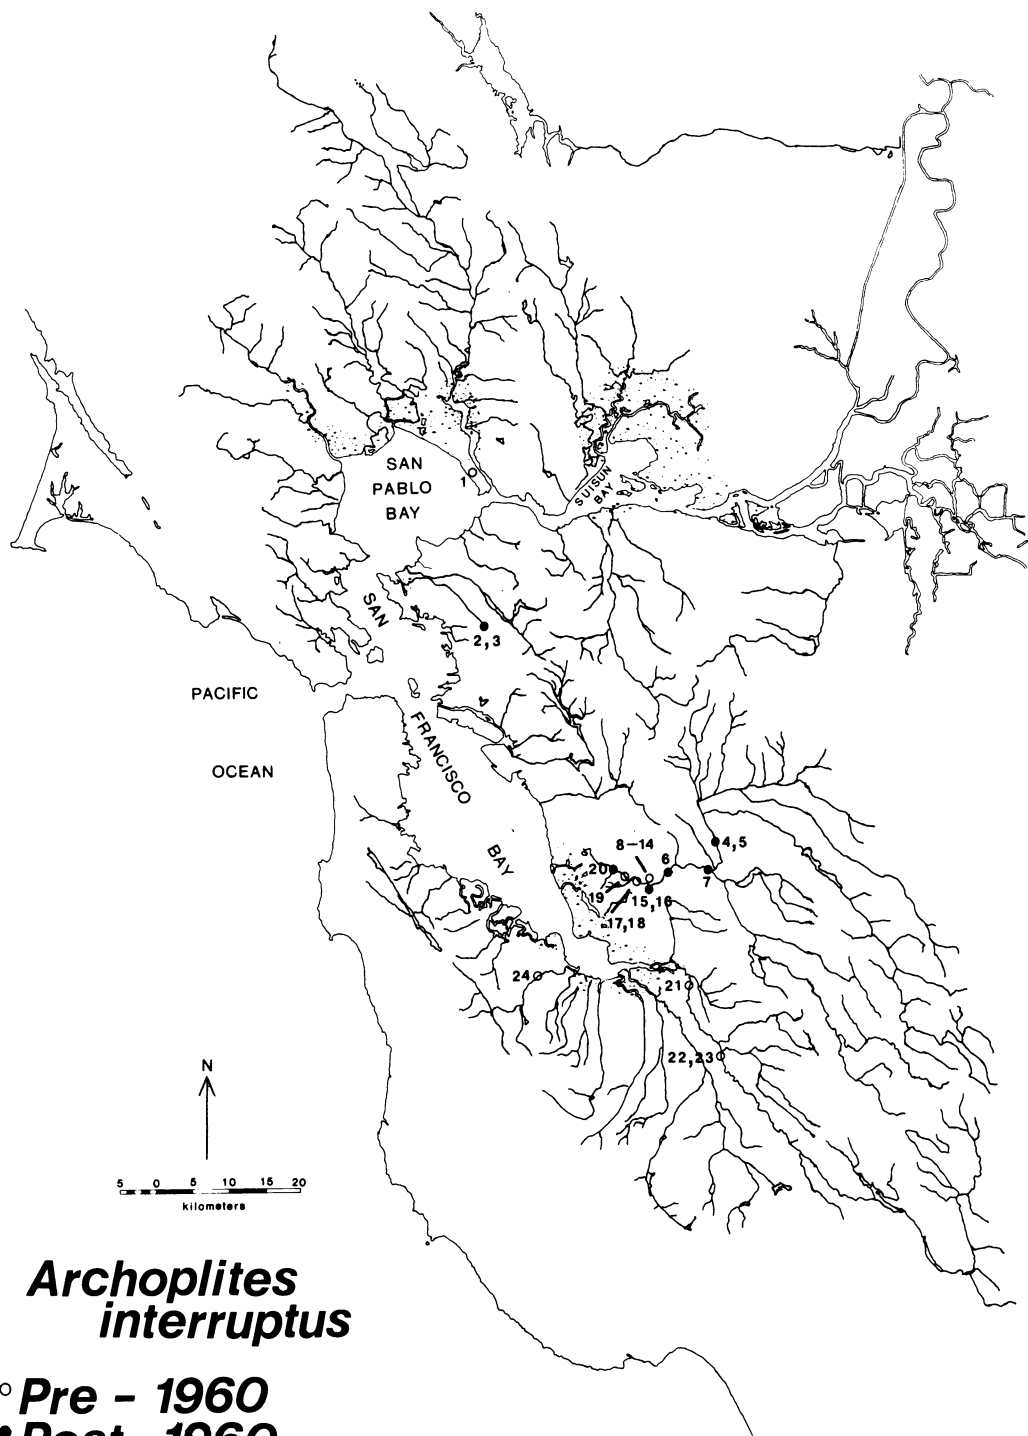 SAN
PABLO
BAY
1
SUISUN
BAY
SAN
2,3
PACIFIC
FRANCISCO
OCEAN
BAY
8–14
6
4,5
20
7
19
15,16
17,18
24
21
22,23
N
5 0 5 10 15 20
kilometers
Archoplites
interruptus
○ Pre - 1960
● Post - 1960